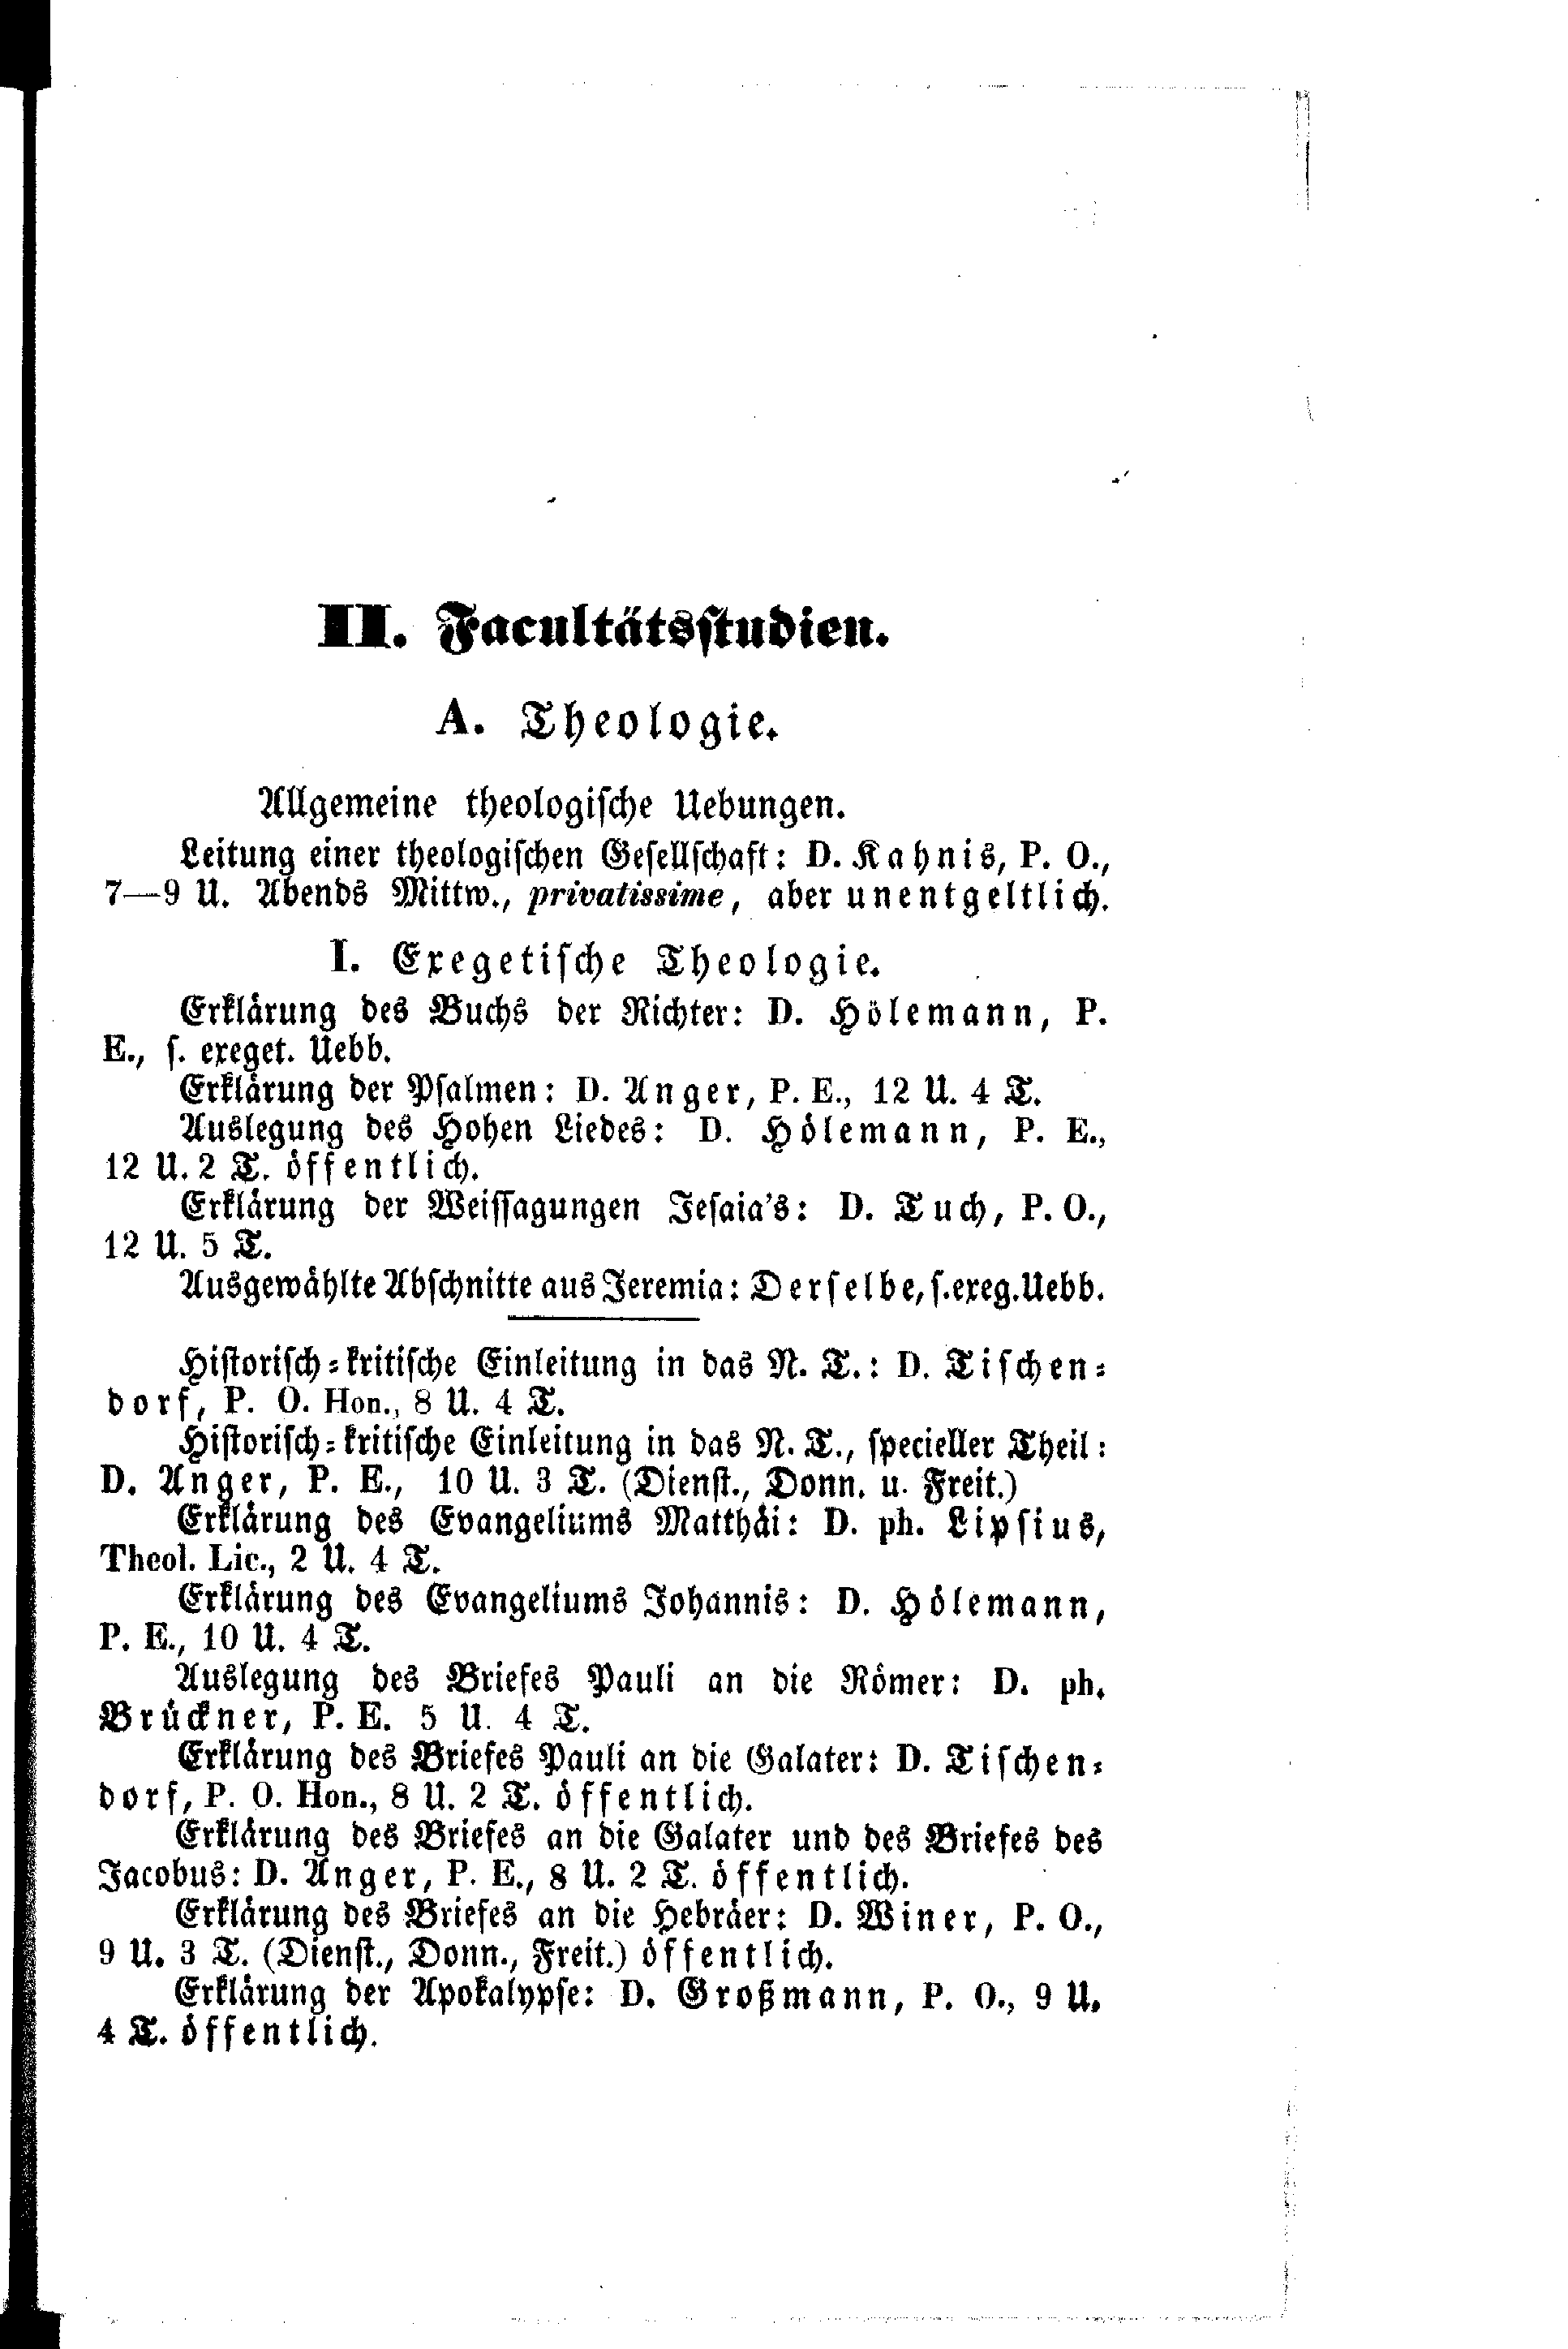 II. Facultätsstudien.
A. Theologie.
Allgemeine theologische Uebungen.
Leitung einer theologischen Gesellschaft: D. Kahnis, P. O.,
7—9 U. Abends Mittw., privatissime, aber unentgeltlich.
I. Exegetische Theologie.
Erklärung des Buchs der Richter: D. Hölemann, P.
E., s. exeget. Uebb.
Erklärung der Psalmen: D. Anger, P. E., 12 U. 4 T.
Auslegung des Hohen Liedes: D. Hölemann, P. E.,
12 U. 2 T. öffentlich.
Erklärung der Weissagungen Jesaia's: D. Tuch, P. O.,
12 U. 5 T.
Ausgewählte Abschnitte aus Jeremia: Derselbe, s. exeg. Uebb.
Historisch-kritische Einleitung in das N. T.: D. Tischen-
dorf, P. O. Hon., 8 U. 4 T.
Historisch-kritische Einleitung in das N. T., specieller Theil:
D. Anger, P. E., 10 U. 3 T. (Dienst., Donn. u. Freit.)
Erklärung des Evangeliums Matthäi: D. ph. Lipsius,
Theol. Lic., 2 U. 4 T.
Erklärung des Evangeliums Johannis: D. Hölemann,
P. E., 10 U. 4 T.
Auslegung des Briefes Pauli an die Römer: D. ph.
Brückner, P. E. 5 U. 4 T.
Erklärung des Briefes Pauli an die Galater: D. Tischen-
dorf, P. O. Hon., 8 U. 2 T. öffentlich.
Erklärung des Briefes an die Galater und des Briefes des
Jacobus: D. Anger, P. E., 8 U. 2 T. öffentlich.
Erklärung des Briefes an die Hebräer: D. Winer, P. O.,
9 U. 3 T. (Dienst., Donn., Freit.) öffentlich.
Erklärung der Apokalypse: D. Großmann, P. O., 9 U.
4 T. öffentlich.